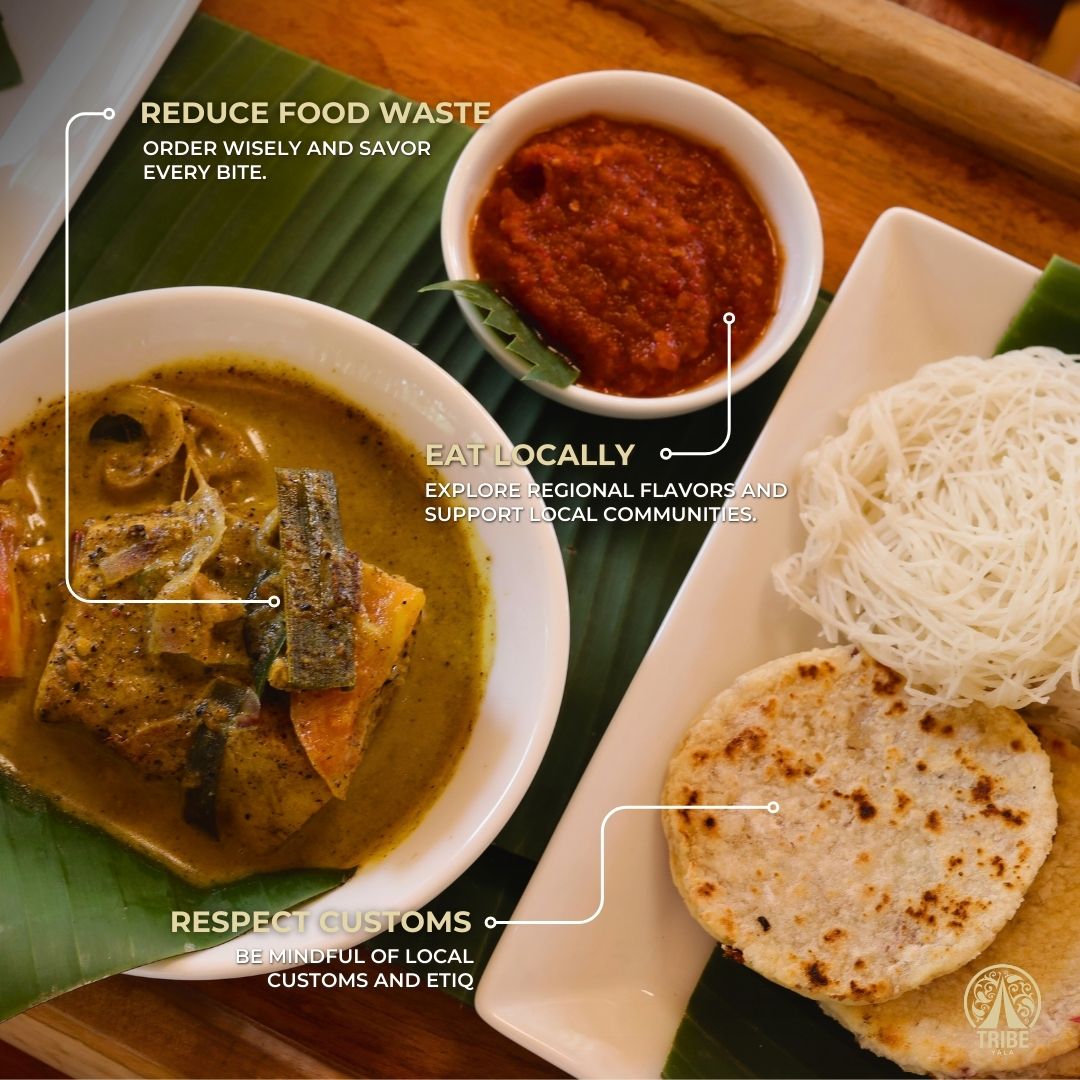 REDUCE FOOD WASTE
ORDER WISELY AND SAVOR
EVERY BITE.
EAT LOCALLY
EXPLORE REGIONAL FLAVORS AND
SUPPORT LOCAL COMMUNITIES.
RESPECT CUSTOMS
BE MINDFUL OF LOCAL
CUSTOMS AND ETIQ
TRIBE
YALA